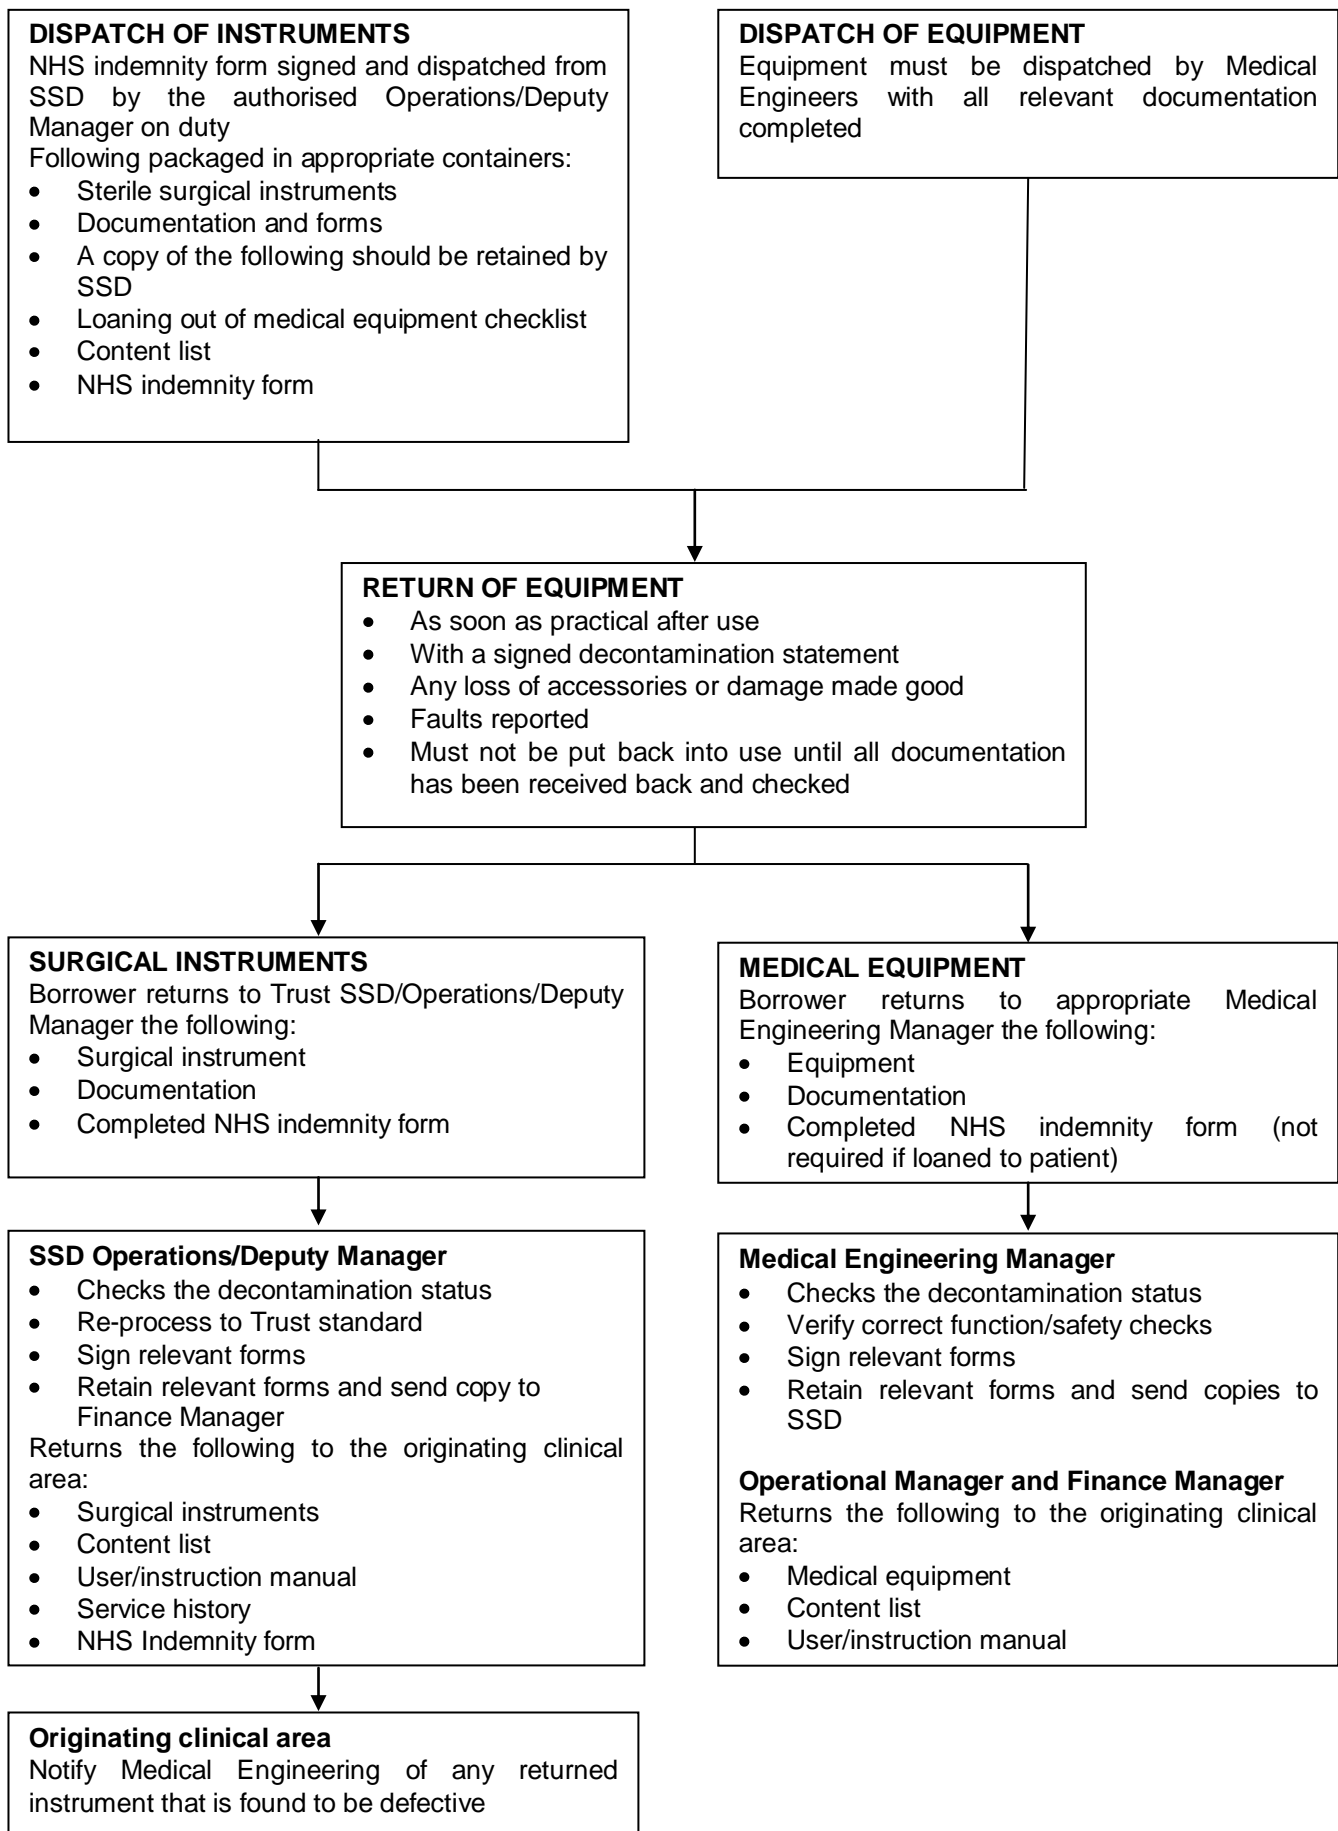 DISPATCH OF INSTRUMENTS
NHS indemnity form signed and dispatched from
SSD by the authorised Operations/Deputy
Manager on duty
Following packaged in appropriate containers:
• Sterile surgical instruments
• Documentation and forms
• A copy of the following should be retained by
SSD
• Loaning out of medical equipment checklist
• Content list
• NHS indemnity form
DISPATCH OF EQUIPMENT
Equipment must be dispatched by Medical
Engineers with all relevant documentation
completed
RETURN OF EQUIPMENT
• As soon as practical after use
• With a signed decontamination statement
• Any loss of accessories or damage made good
• Faults reported
• Must not be put back into use until all documentation
has been received back and checked
SURGICAL INSTRUMENTS
Borrower returns to Trust SSD/Operations/Deputy
Manager the following:
• Surgical instrument
• Documentation
• Completed NHS indemnity form
MEDICAL EQUIPMENT
Borrower returns to appropriate Medical
Engineering Manager the following:
• Equipment
• Documentation
• Completed NHS indemnity form (not
required if loaned to patient)
SSD Operations/Deputy Manager
• Checks the decontamination status
• Re-process to Trust standard
• Sign relevant forms
• Retain relevant forms and send copy to
Finance Manager
Returns the following to the originating clinical
area:
• Surgical instruments
• Content list
• User/instruction manual
• Service history
• NHS Indemnity form
Medical Engineering Manager
• Checks the decontamination status
• Verify correct function/safety checks
• Sign relevant forms
• Retain relevant forms and send copies to
SSD
Operational Manager and Finance Manager
Returns the following to the originating clinical
area:
• Medical equipment
• Content list
• User/instruction manual
Originating clinical area
Notify Medical Engineering of any returned
instrument that is found to be defective